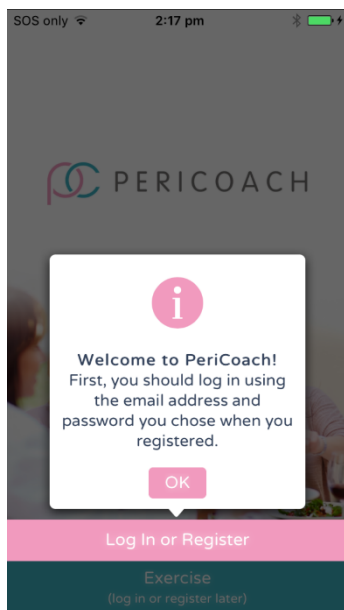 SOS only 2:17 pm
PERICOACH
i
Welcome to PeriCoach!
First, you should log in using
the email address and
password you chose when you
registered.
OK
Log In or Register
Exercise
(log in or register later)